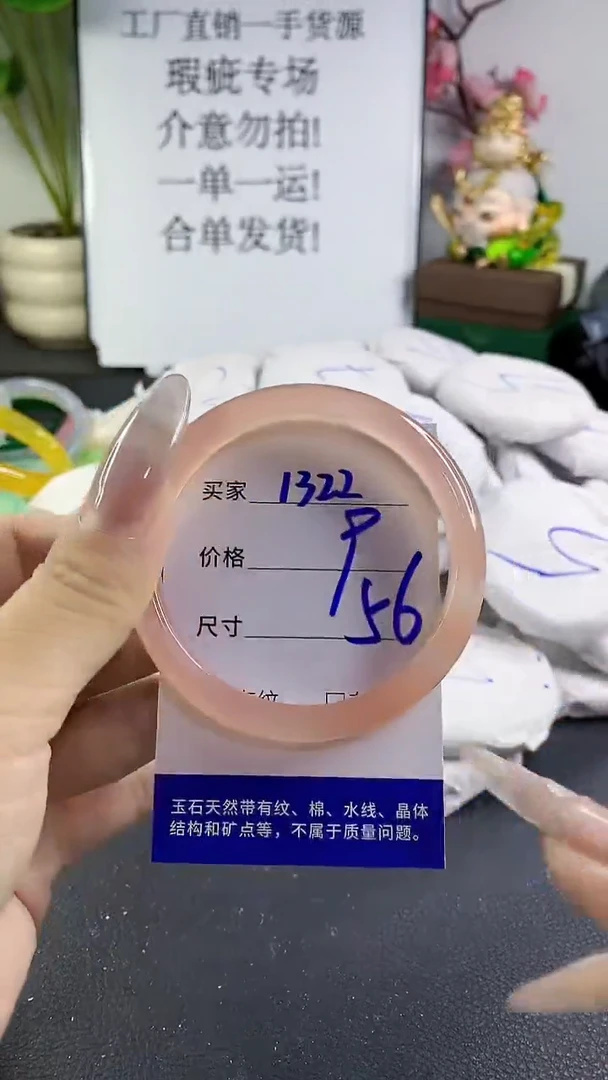 工厂直销一手货源
瑕疵专场
介意勿拍!
一单一运!
合单发货!
买家 1322
价格
尺寸 56
纹
玉石天然带有纹、棉、水线、晶体
结构和矿点等，不属于质量问题。